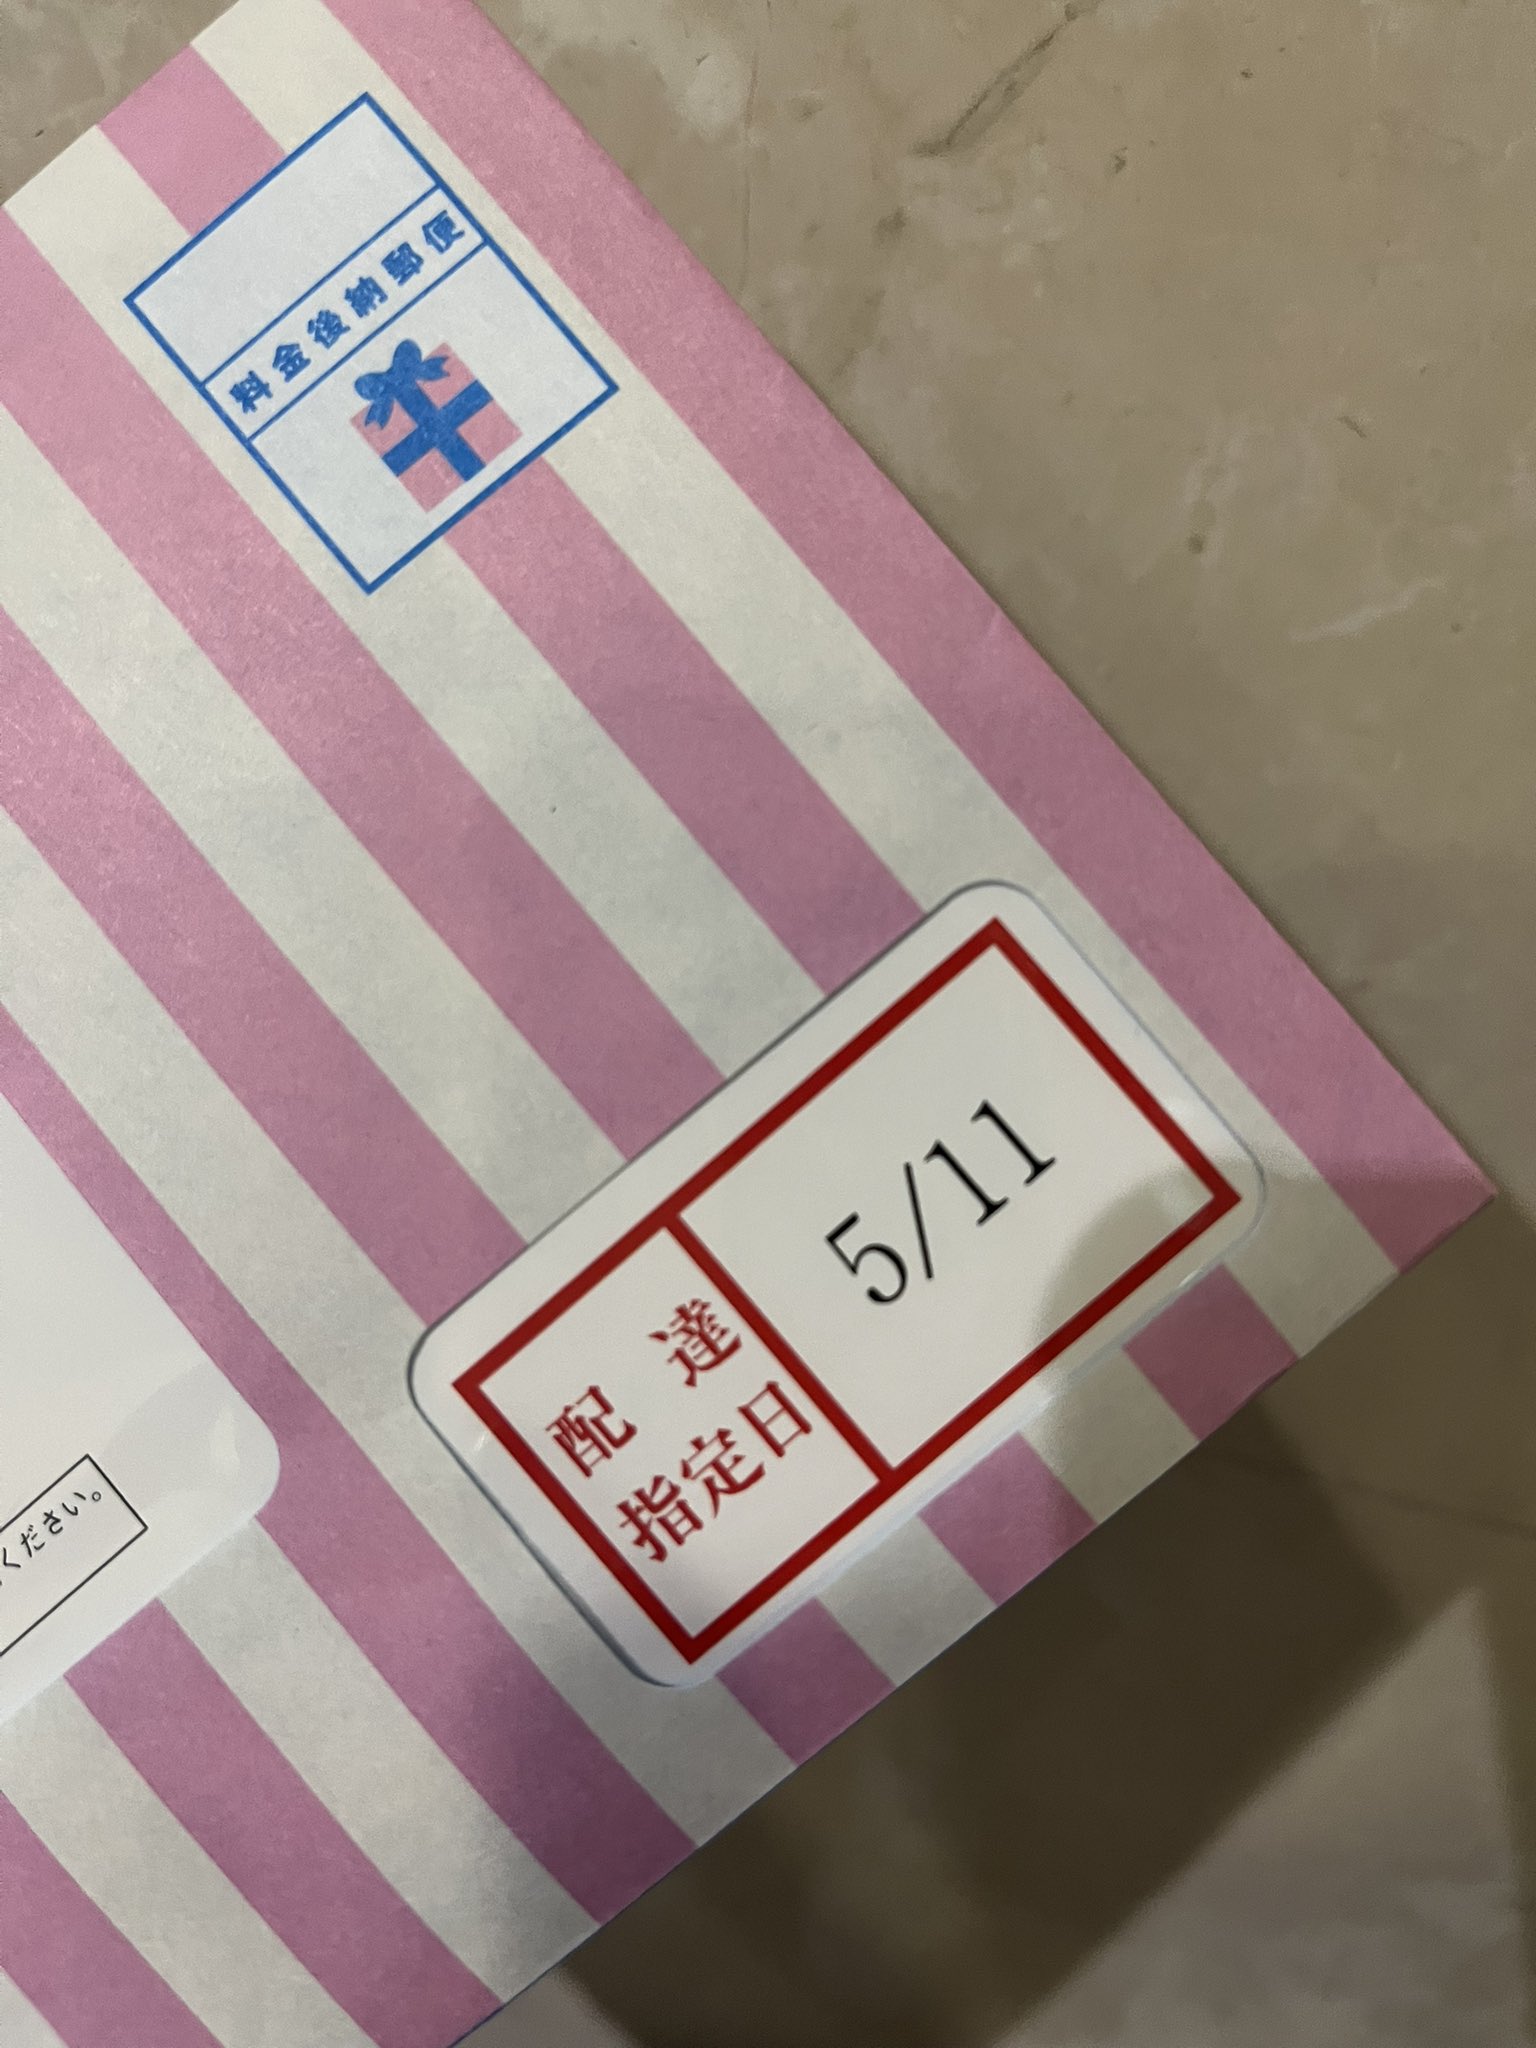 料金後納郵便
配達
指定日
5/11
ください。